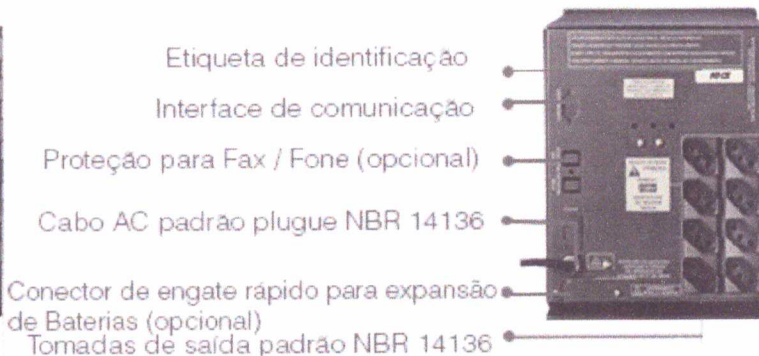 Etiqueta de identificação
Interface de comunicação
Proteção para Fax / Fone (opcional)
Cabo AC padrão plugue NBR 14136
Conector de engate rápido para expansão
de Baterias (opcional)
Tomadas de saída padrão NBR 14136